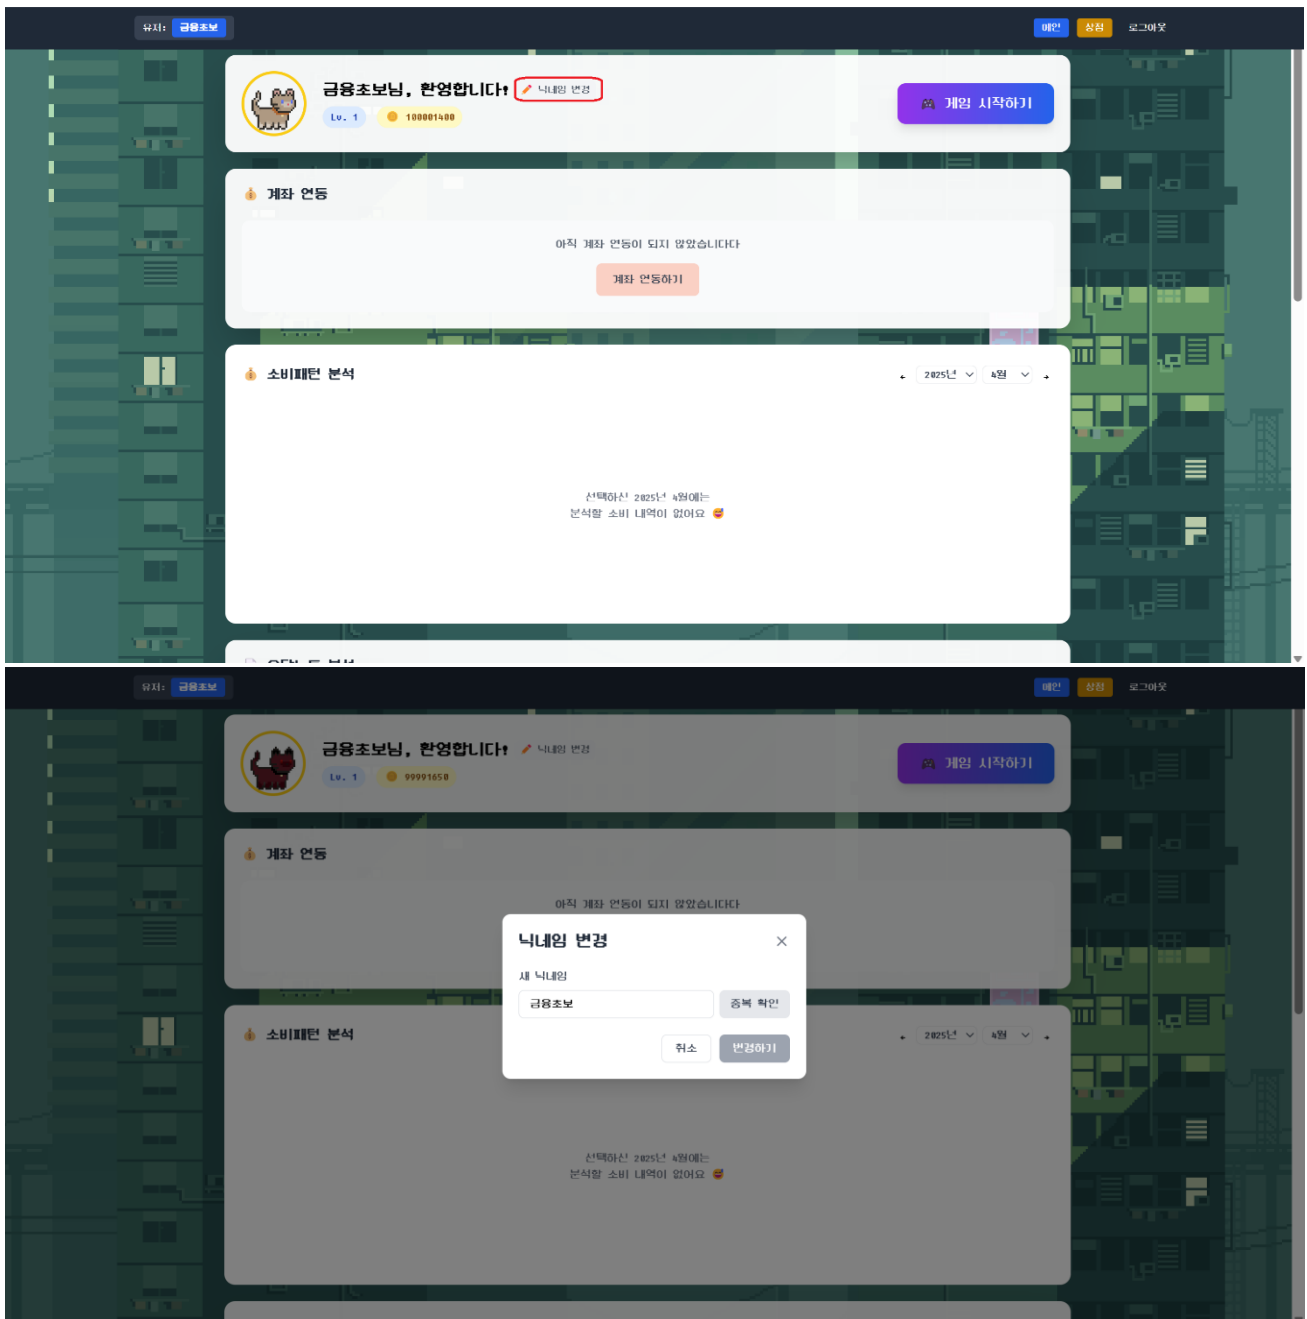 유저: 금융초보
메인 상점 로그아웃
금융초보님, 환영합니다! 닉네임 변경
Lv. 1 100001400
게임 시작하기
계좌 연동
아직 계좌 연동이 되지 않았습니다다
계좌 연동하기
소비패턴 분석
← 2025년 4월 →
선택하신 2025년 4월에는
분석할 소비 내역이 없어요
유저: 금융초보
메인 상점 로그아웃
금융초보님, 환영합니다! 닉네임 변경
Lv. 1 99991650
게임 시작하기
계좌 연동
아직 계좌 연동이 되지 않았습니다다
닉네임 변경 ×
새 닉네임
금융초보 중복 확인
취소 변경하기
소비패턴 분석
← 2025년 4월 →
선택하신 2025년 4월에는
분석할 소비 내역이 없어요